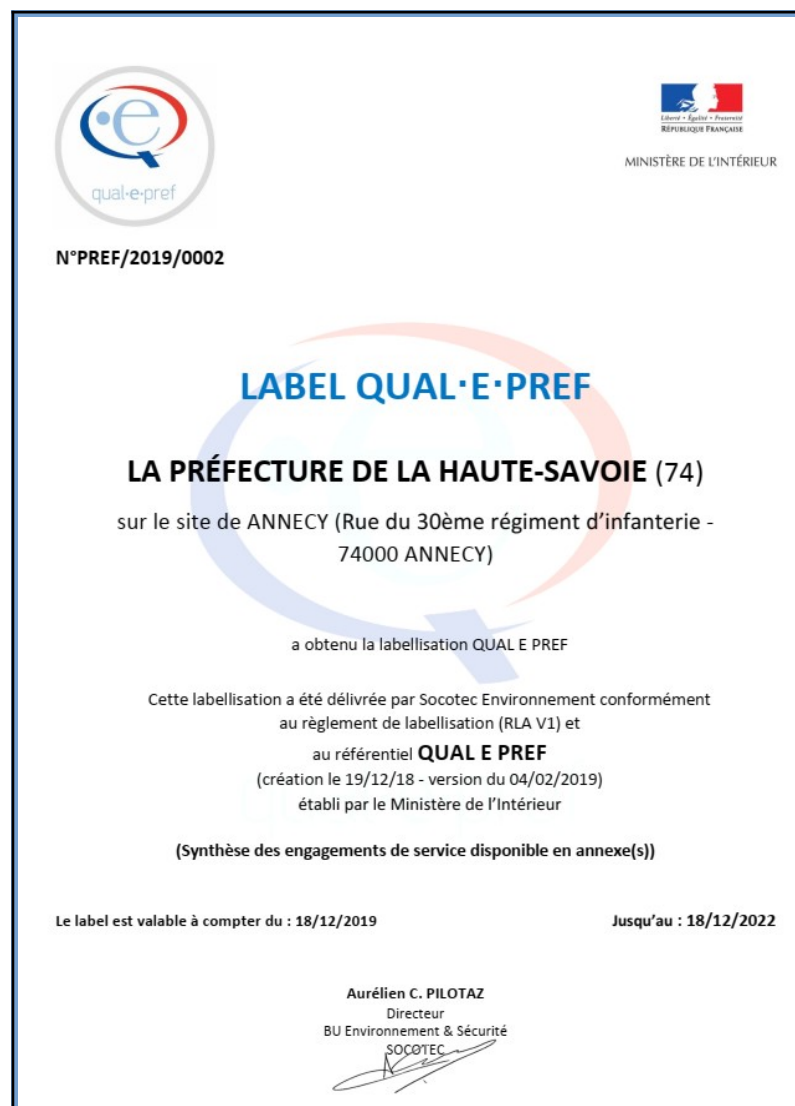 qual·e·pref
Liberté • Égalité • Fraternité
RÉPUBLIQUE FRANÇAISE
MINISTÈRE DE L'INTÉRIEUR
N°PREF/2019/0002
LABEL QUAL·E·PREF
LA PRÉFECTURE DE LA HAUTE-SAVOIE (74)
sur le site de ANNECY (Rue du 30ème régiment d'infanterie -
74000 ANNECY)
a obtenu la labellisation QUAL E PREF
Cette labellisation a été délivrée par Socotec Environnement conformément
au règlement de labellisation (RLA V1) et
au référentiel QUAL E PREF
(création le 19/12/18 - version du 04/02/2019)
établi par le Ministère de l'Intérieur
(Synthèse des engagements de service disponible en annexe(s))
Le label est valable à compter du : 18/12/2019
Jusqu'au : 18/12/2022
Aurélien C. PILOTAZ
Directeur
BU Environnement & Sécurité
SOCOTEC